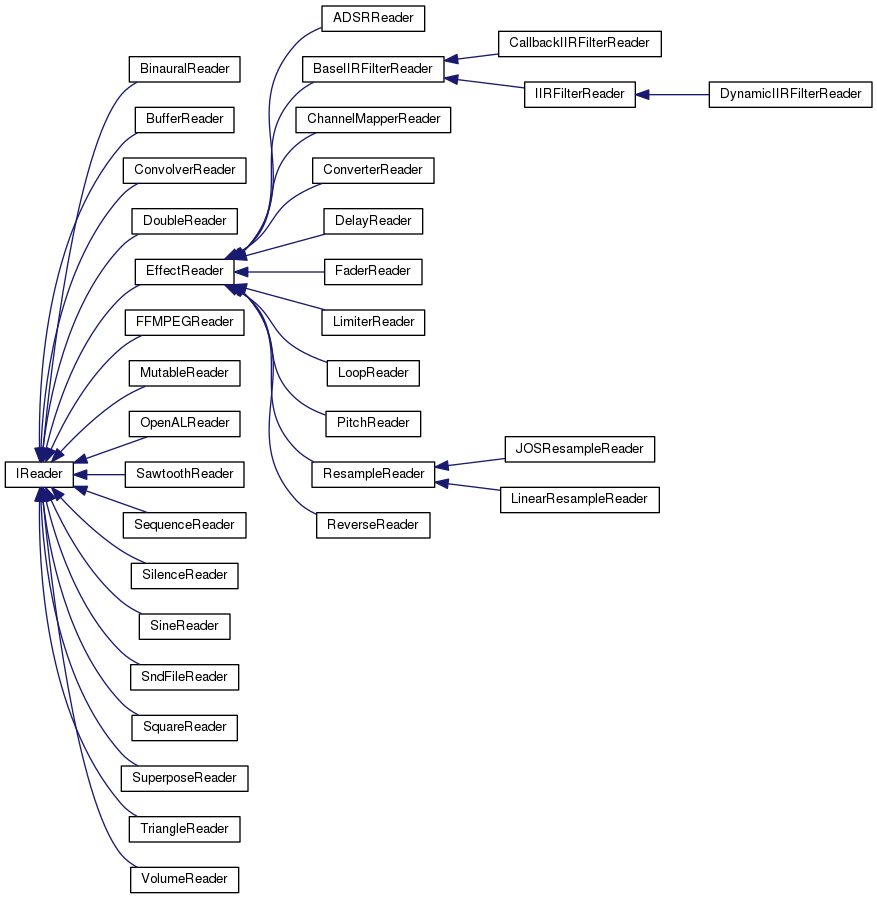 ADSRReader
CallbackIIRFilterReader
BinauralReader
BaseIIRFilterReader
IIRFilterReader
DynamicIIRFilterReader
BufferReader
ChannelMapperReader
ConvolverReader
ConverterReader
DoubleReader
DelayReader
EffectReader
FaderReader
FFMPEGReader
LimiterReader
MutableReader
LoopReader
OpenALReader
PitchReader
JOSResampleReader
IReader
SawtoothReader
ResampleReader
LinearResampleReader
SequenceReader
ReverseReader
SilenceReader
SineReader
SndFileReader
SquareReader
SuperposeReader
TriangleReader
VolumeReader